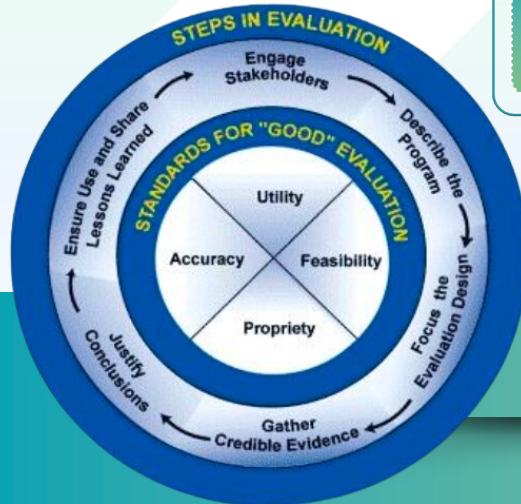 STEPS IN EVALUATION
Engage
Stakeholders
Describe the
Program
Focus the
Evaluation Design
Gather
Credible Evidence
Justify
Conclusions
Ensure Use and Share
Lessons Learned
STANDARDS FOR "GOOD" EVALUATION
Utility
Feasibility
Propriety
Accuracy